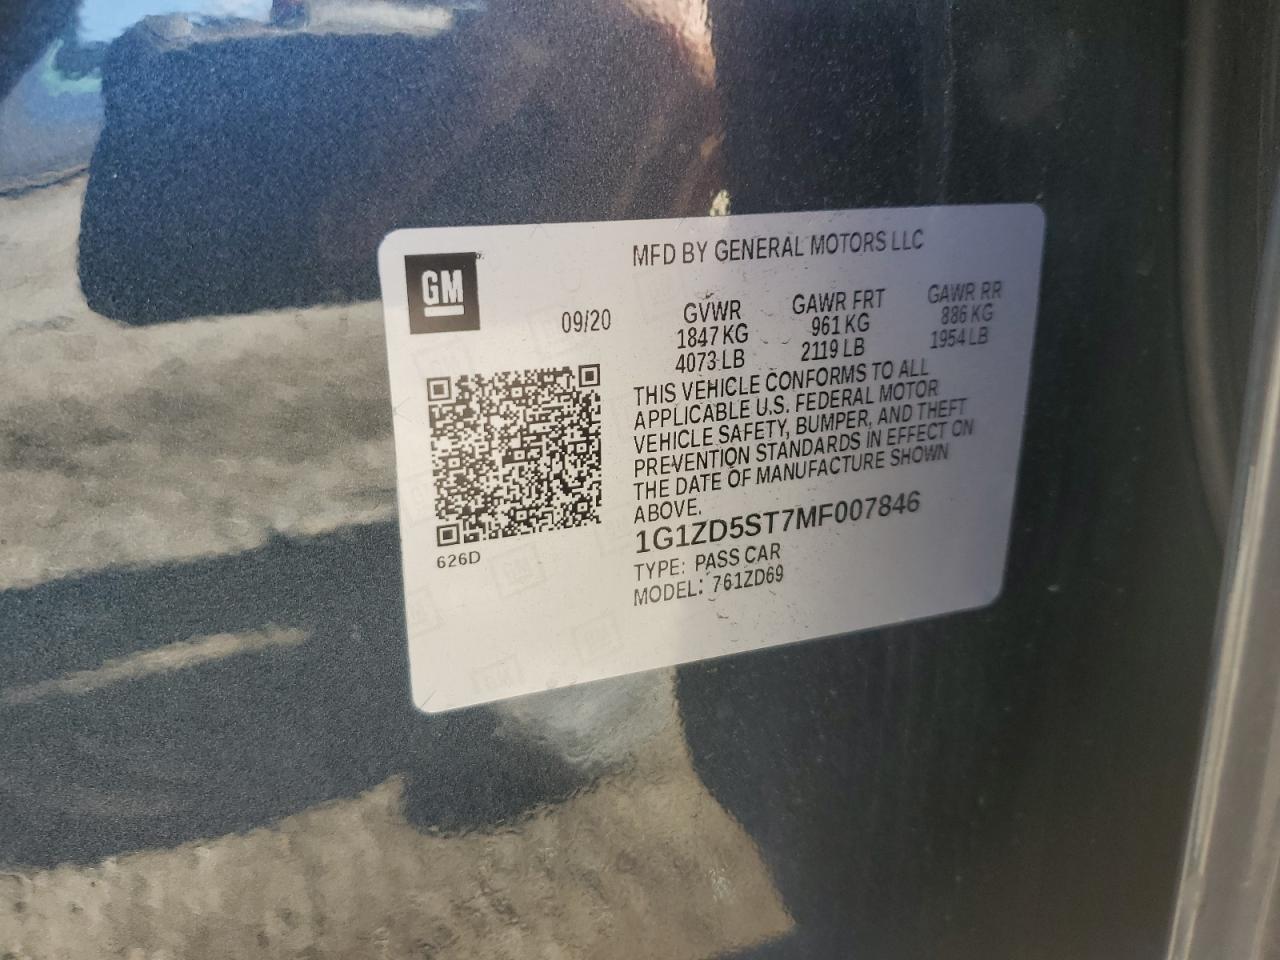 MFD BY GENERAL MOTORS LLC
GM
09/20
GVWR
1847 KG
4073 LB
GAWR FRT
961 KG
2119 LB
GAWR RR
886 KG
1954 LB
THIS VEHICLE CONFORMS TO ALL
APPLICABLE U.S. FEDERAL MOTOR
VEHICLE SAFETY, BUMPER, AND THEFT
PREVENTION STANDARDS IN EFFECT ON
THE DATE OF MANUFACTURE SHOWN
ABOVE.
1G1ZD5ST7MF007846
TYPE: PASS CAR
MODEL: 761ZD69
626D